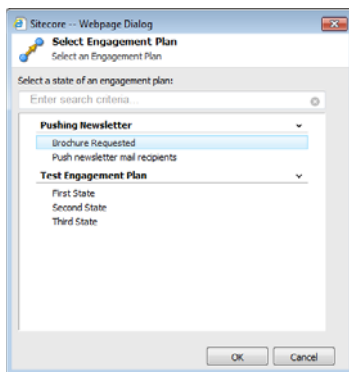 Sitecore -- Webpage Dialog
Select Engagement Plan
Select an Engagement Plan
Select a state of an engagement plan:
Enter search criteria...
Pushing Newsletter
Brochure Requested
Push newsletter mail recipients
Test Engagement Plan
First State
Second State
Third State
OK Cancel